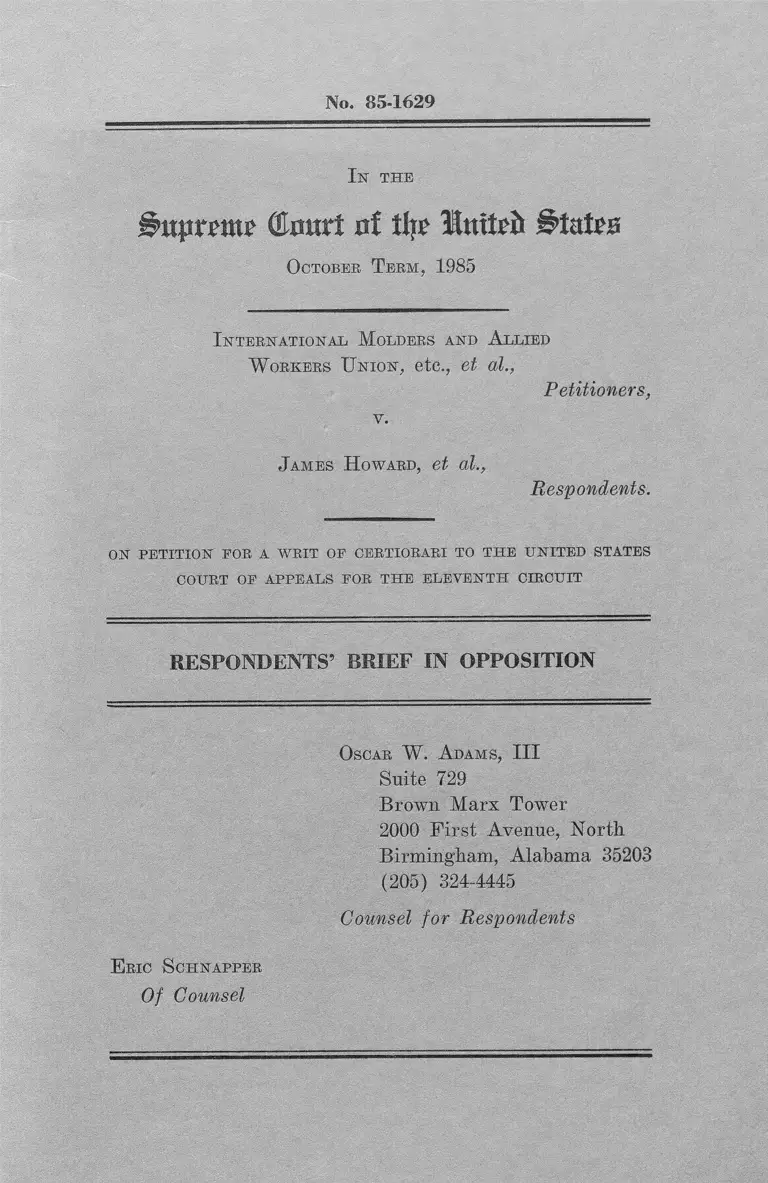 No. 85-1629
In the
Supreme Court of the United States
October Term, 1985
International Molders and Allied
Workers Union, etc., et al.,
Petitioners,
v.
James Howard, et al.,
Respondents.
ON PETITION FOR A WRIT OF CERTIORARI TO THE UNITED STATES
COURT OF APPEALS FOR THE ELEVENTH CIRCUIT
RESPONDENTS' BRIEF IN OPPOSITION
Oscar W. Adams, III
Suite 729
Brown Marx Tower
2000 First Avenue, North
Birmingham, Alabama 35203
(205) 324-4445
Counsel for Respondents
Eric Schnapper
Of Counsel